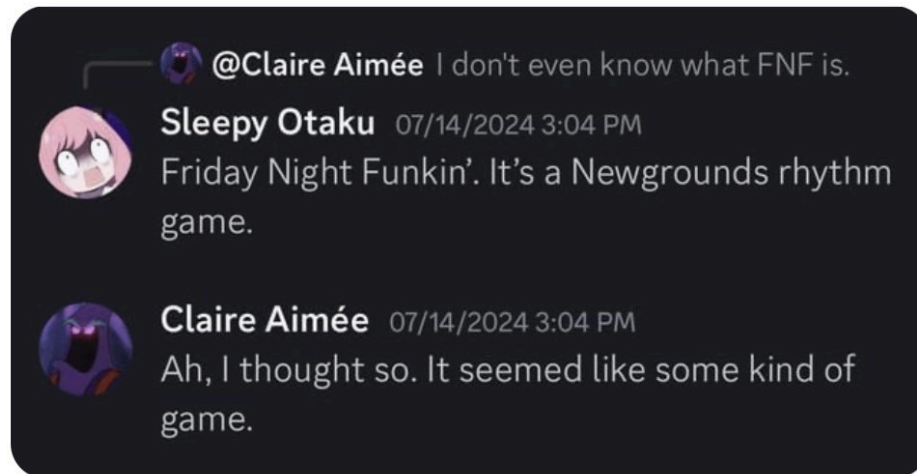 @Claire Aimée I don't even know what FNF is.
Sleepy Otaku 07/14/2024 3:04 PM
Friday Night Funkin’. It’s a Newgrounds rhythm
game.
Claire Aimée 07/14/2024 3:04 PM
Ah, I thought so. It seemed like some kind of
game.